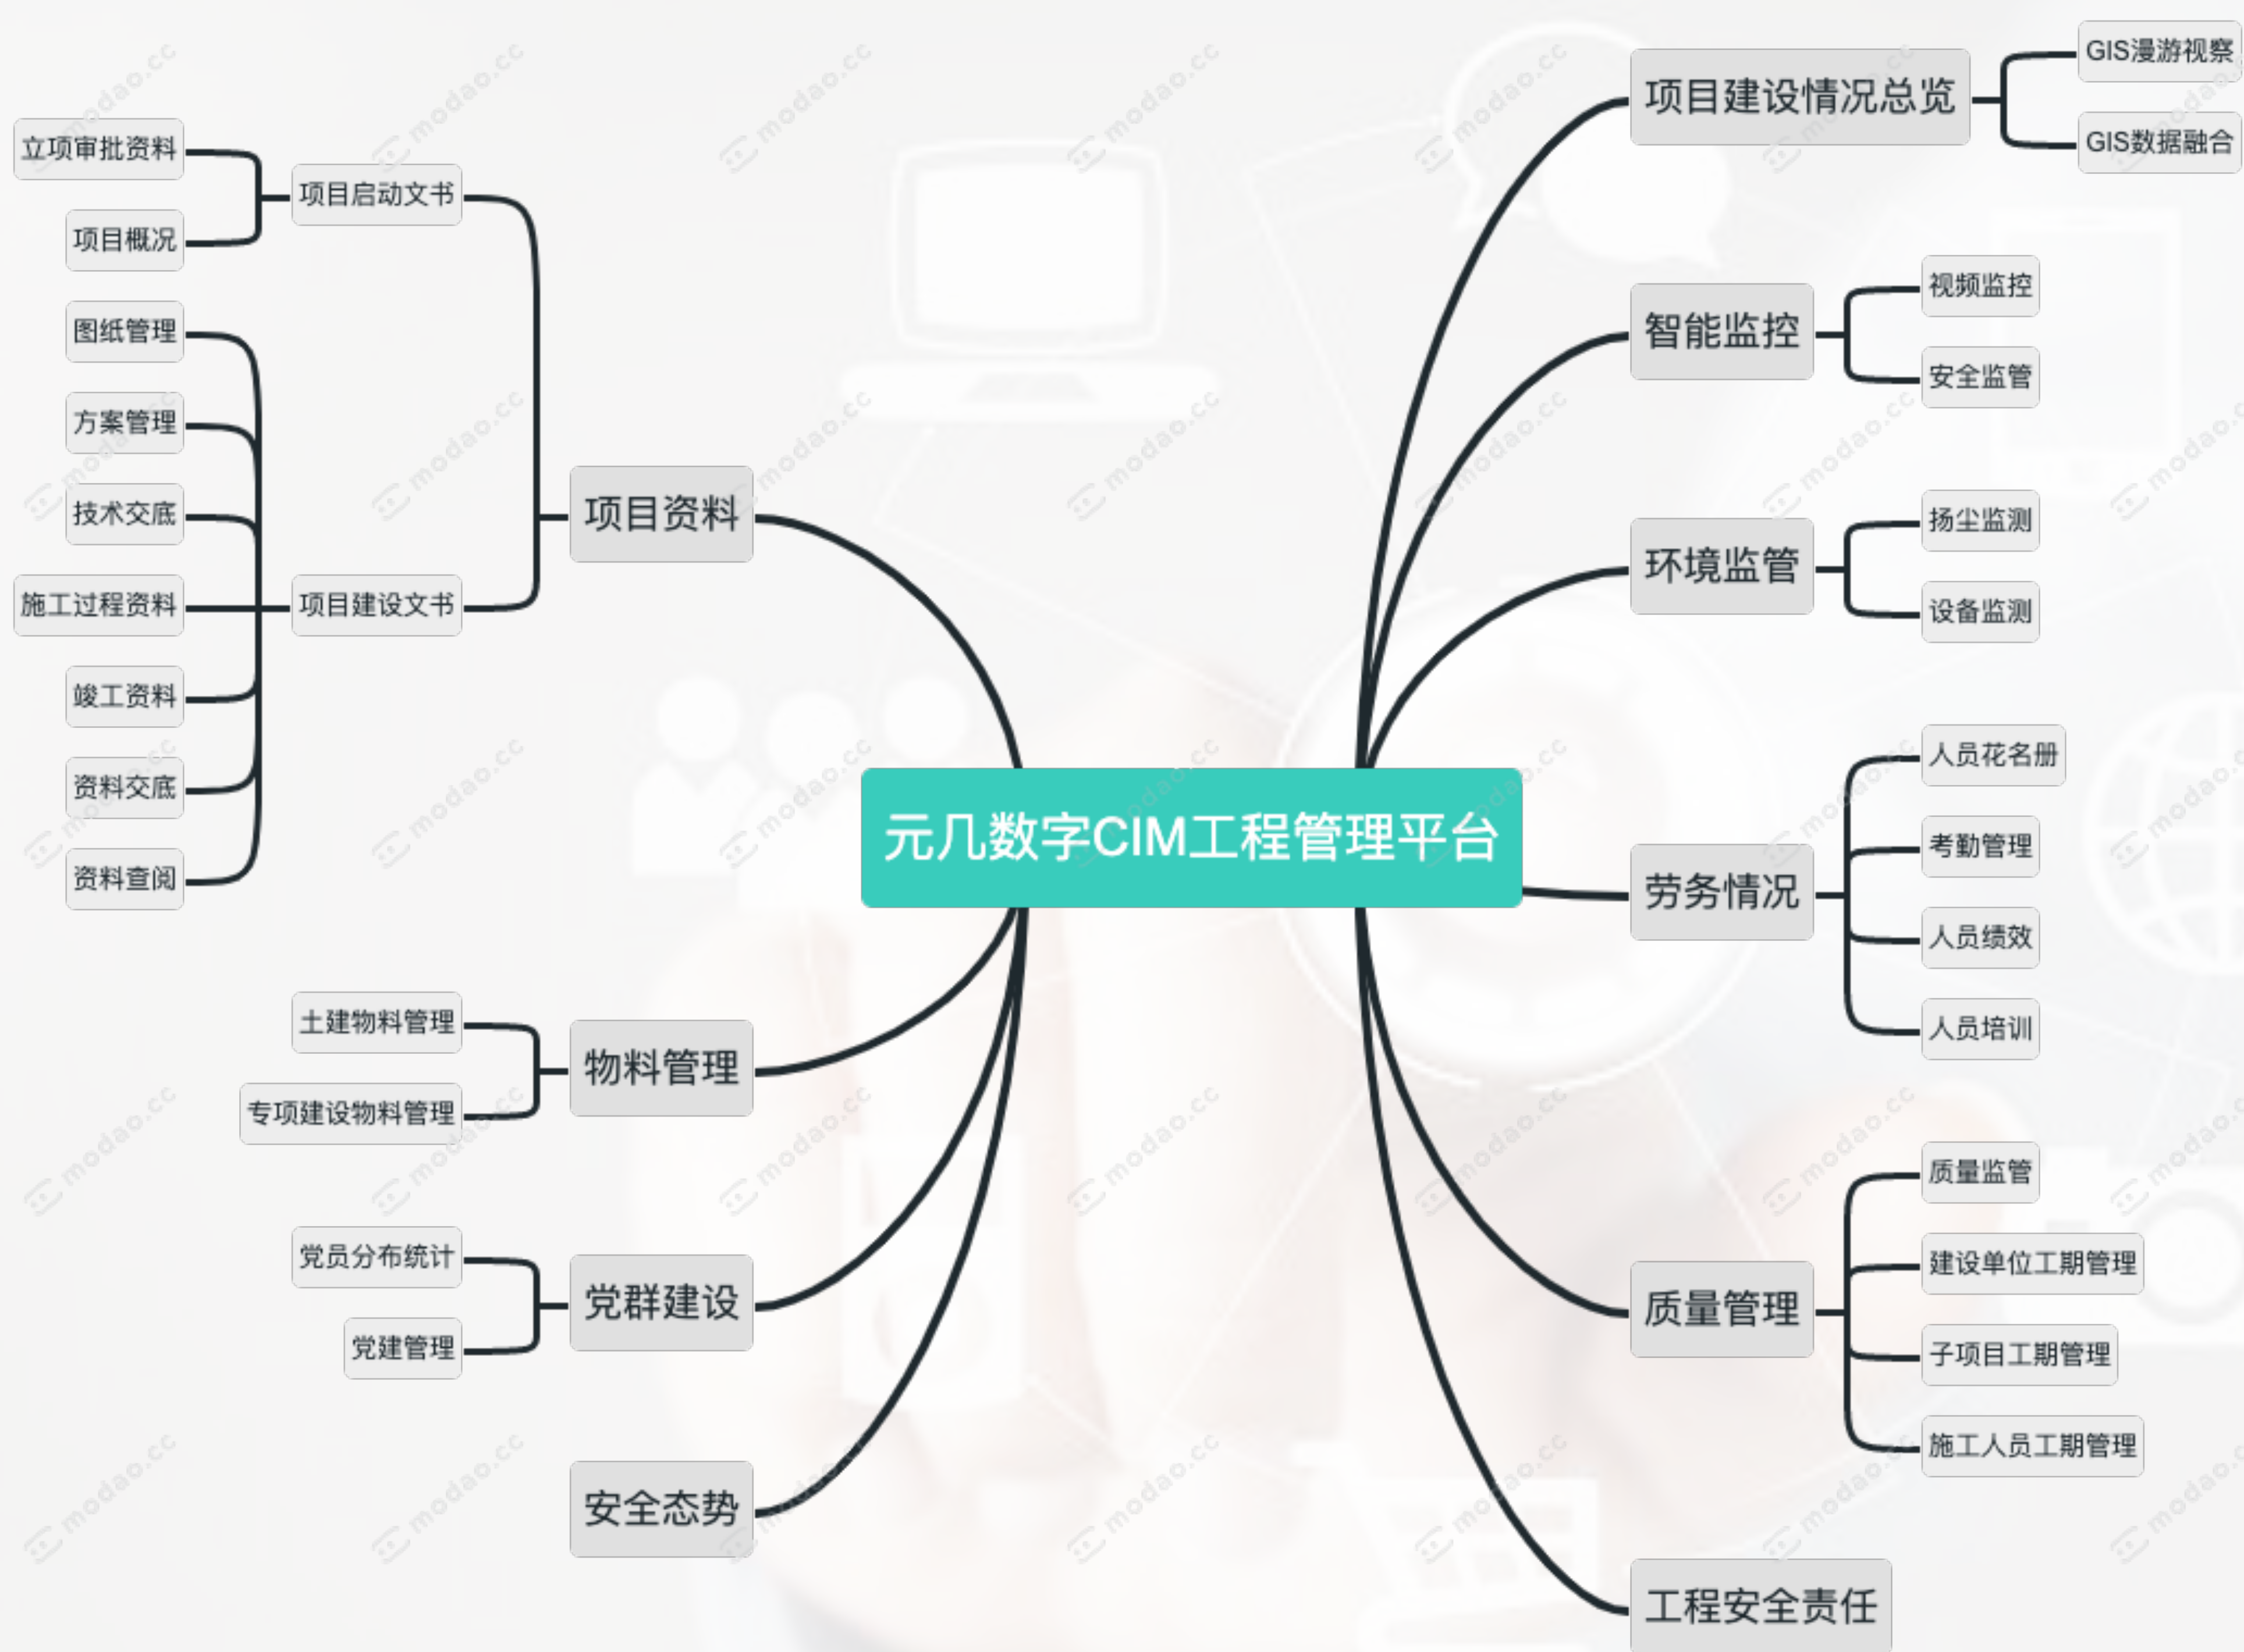 元几数字CIM工程管理平台
项目建设情况总览
GIS漫游视察
GIS数据融合
智能监控
视频监控
安全监管
环境监管
扬尘监测
设备监测
劳务情况
人员花名册
考勤管理
人员绩效
人员培训
质量管理
质量监管
建设单位工期管理
子项目工期管理
施工人员工期管理
工程安全责任
项目资料
项目启动文书
立项审批资料
项目概况
项目建设文书
图纸管理
方案管理
技术交底
施工过程资料
竣工资料
资料交底
资料查阅
物料管理
土建物料管理
专项建设物料管理
党群建设
党员分布统计
党建管理
安全态势
modao.cc